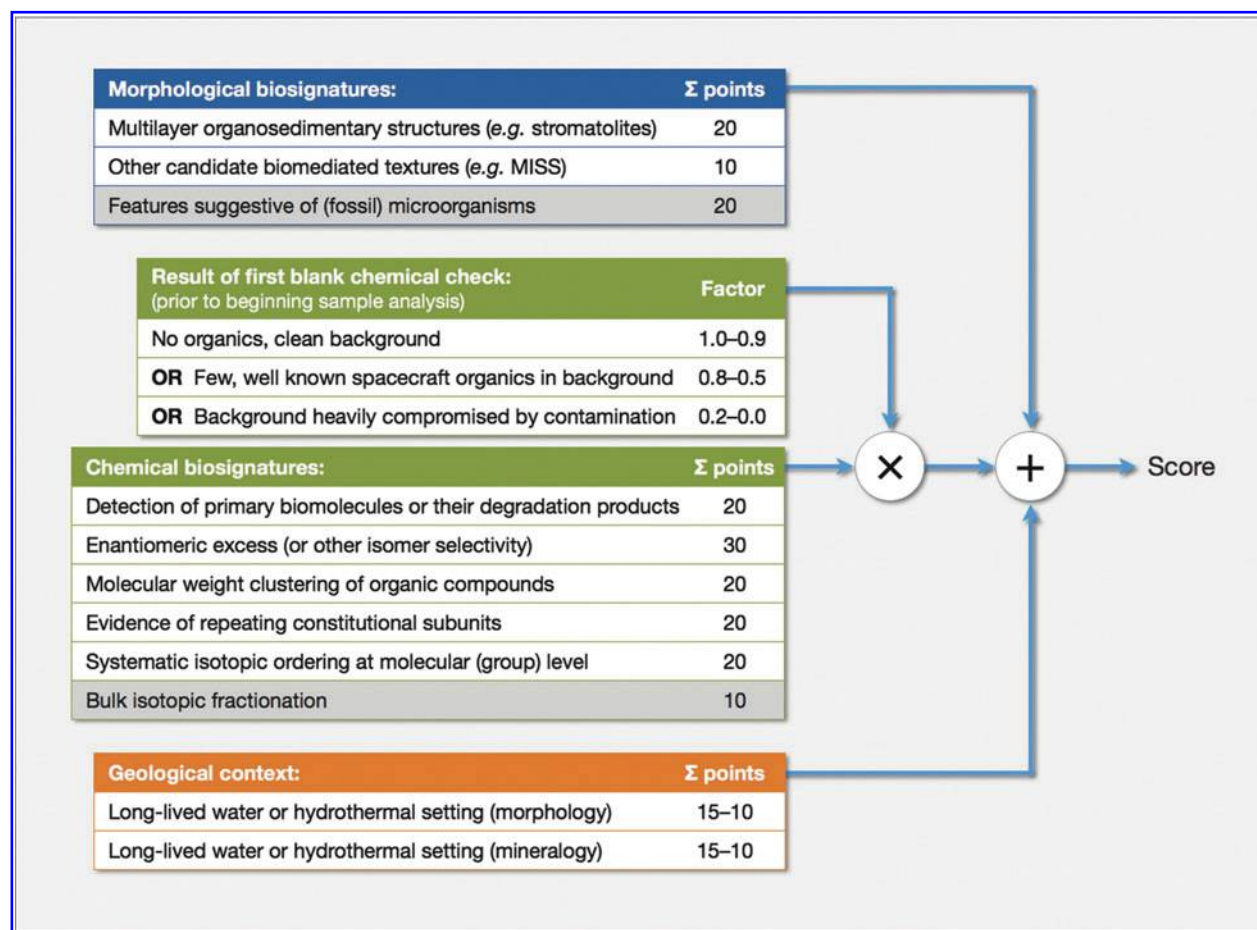 Morphological biosignatures: Σ points
Multilayer organosedimentary structures (e.g. stromatolites) 20
Other candidate biomediated textures (e.g. MISS) 10
Features suggestive of (fossil) microorganisms 20
Result of first blank chemical check:
(prior to beginning sample analysis) Factor
No organics, clean background 1.0–0.9
OR Few, well known spacecraft organics in background 0.8–0.5
OR Background heavily compromised by contamination 0.2–0.0
Chemical biosignatures: Σ points
Detection of primary biomolecules or their degradation products 20
Enantiomeric excess (or other isomer selectivity) 30
Molecular weight clustering of organic compounds 20
Evidence of repeating constitutional subunits 20
Systematic isotopic ordering at molecular (group) level 20
Bulk isotopic fractionation 10
× + Score
Geological context: Σ points
Long-lived water or hydrothermal setting (morphology) 15–10
Long-lived water or hydrothermal setting (mineralogy) 15–10